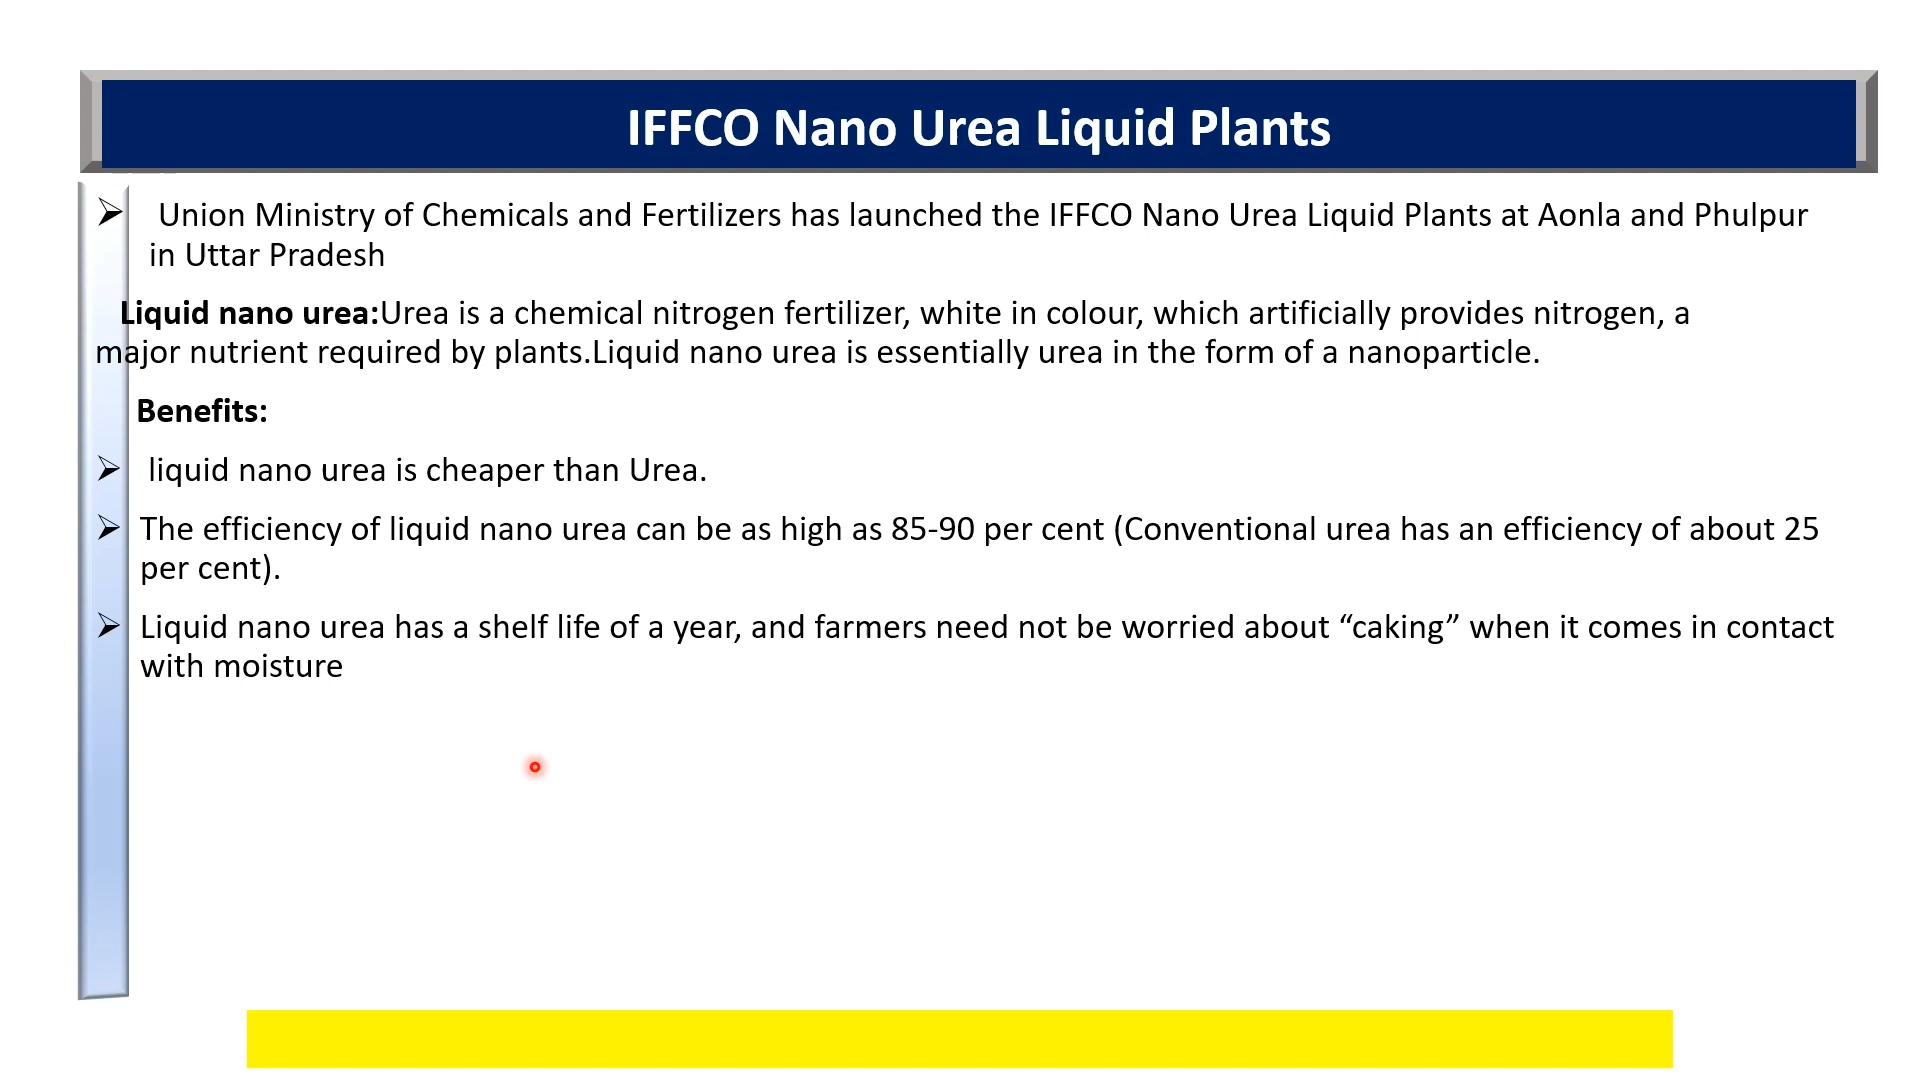 IFFCO Nano Urea Liquid Plants
➢ Union Ministry of Chemicals and Fertilizers has launched the IFFCO Nano Urea Liquid Plants at Aonla and Phulpur
in Uttar Pradesh
Liquid nano urea:Urea is a chemical nitrogen fertilizer, white in colour, which artificially provides nitrogen, a
major nutrient required by plants.Liquid nano urea is essentially urea in the form of a nanoparticle.
Benefits:
➢ liquid nano urea is cheaper than Urea.
➢ The efficiency of liquid nano urea can be as high as 85-90 per cent (Conventional urea has an efficiency of about 25
per cent).
➢ Liquid nano urea has a shelf life of a year, and farmers need not be worried about “caking” when it comes in contact
with moisture